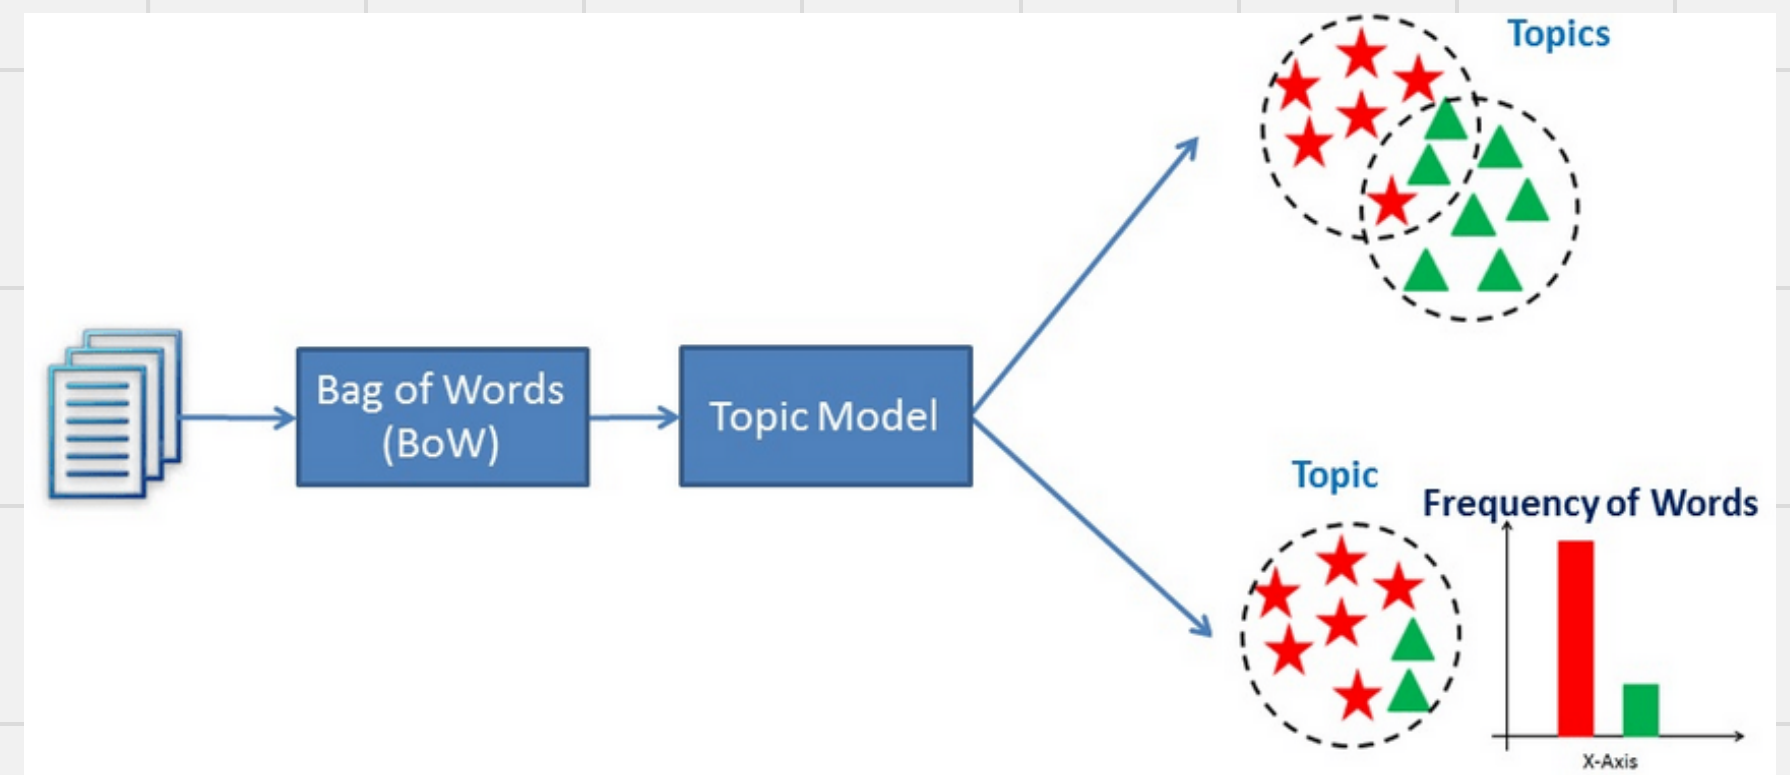 Topics
Bag of Words
(BoW)
Topic Model
Topic
Frequency of Words
X-Axis